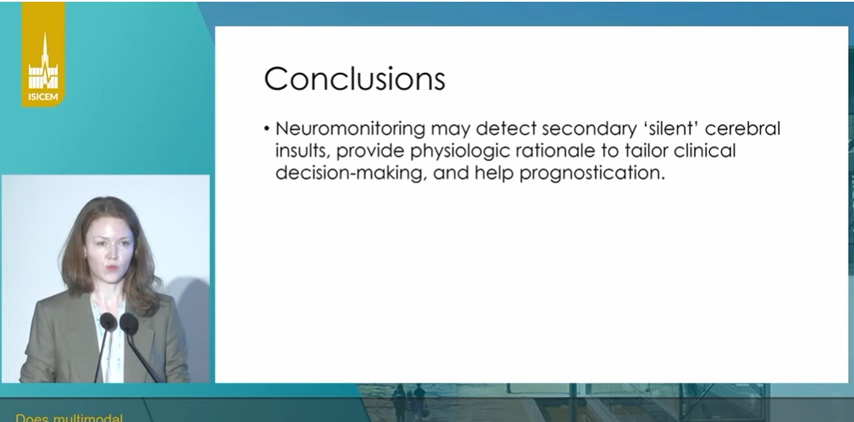 ISICEM
Conclusions
• Neuromonitoring may detect secondary ‘silent’ cerebral
insults, provide physiologic rationale to tailor clinical
decision-making, and help prognostication.
Does multimodal